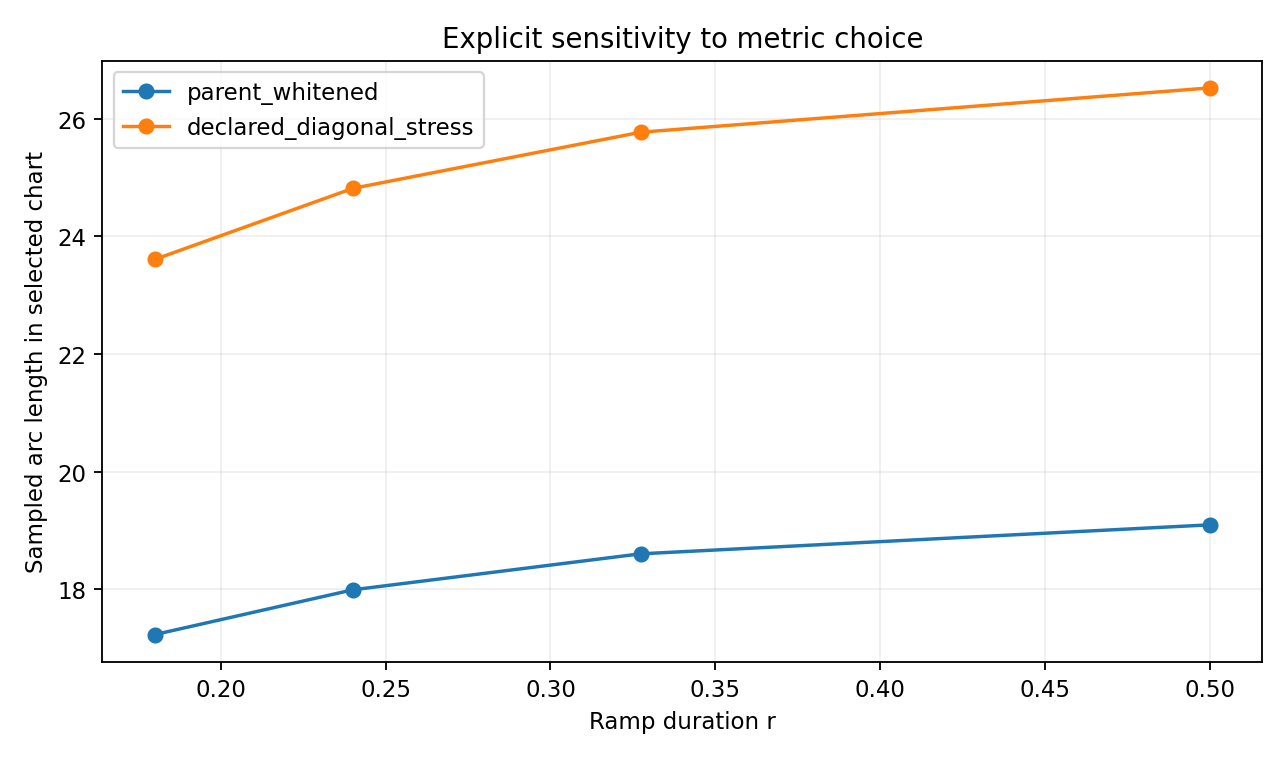 Explicit sensitivity to metric choice
parent_whitened
declared_diagonal_stress
Sampled arc length in selected chart
26
24
22
20
18
0.20 0.25 0.30 0.35 0.40 0.45 0.50
Ramp duration r